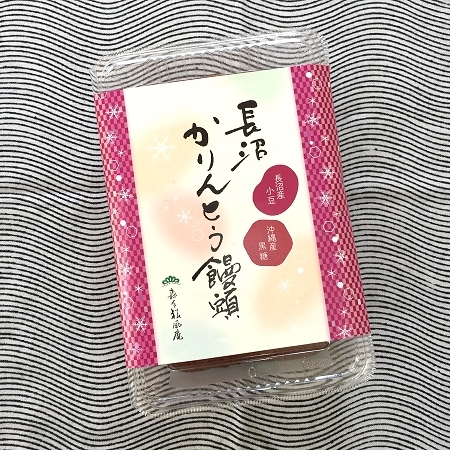 長沼
かりんとう饅頭
長沼産
小豆
沖縄産
黒糖